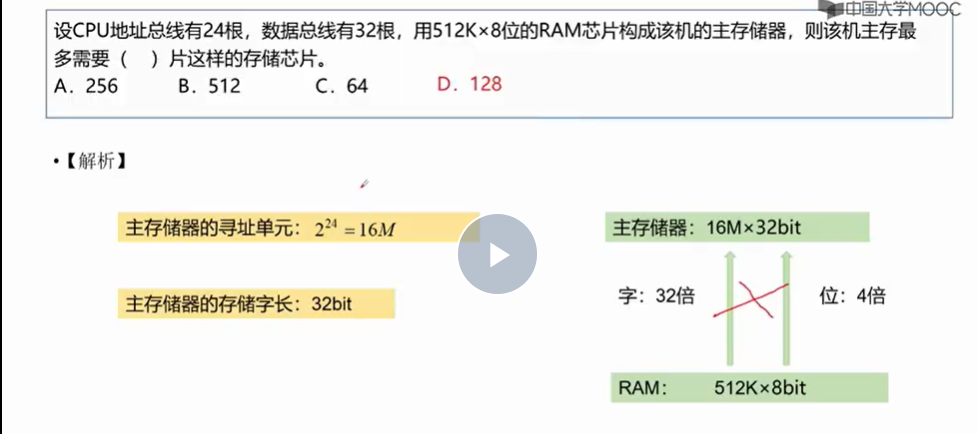 中国大学MOOC
设CPU地址总线有24根，数据总线有32根，用512K×8位的RAM芯片构成该机的主存储器，则该机主存最
多需要（　）片这样的存储芯片。
A．256 B．512 C．64 D．128
•【解析】
主存储器的寻址单元：2²⁴ = 16M
主存储器：16M×32bit
主存储器的存储字长：32bit
字：32倍 位：4倍
RAM： 512K×8bit